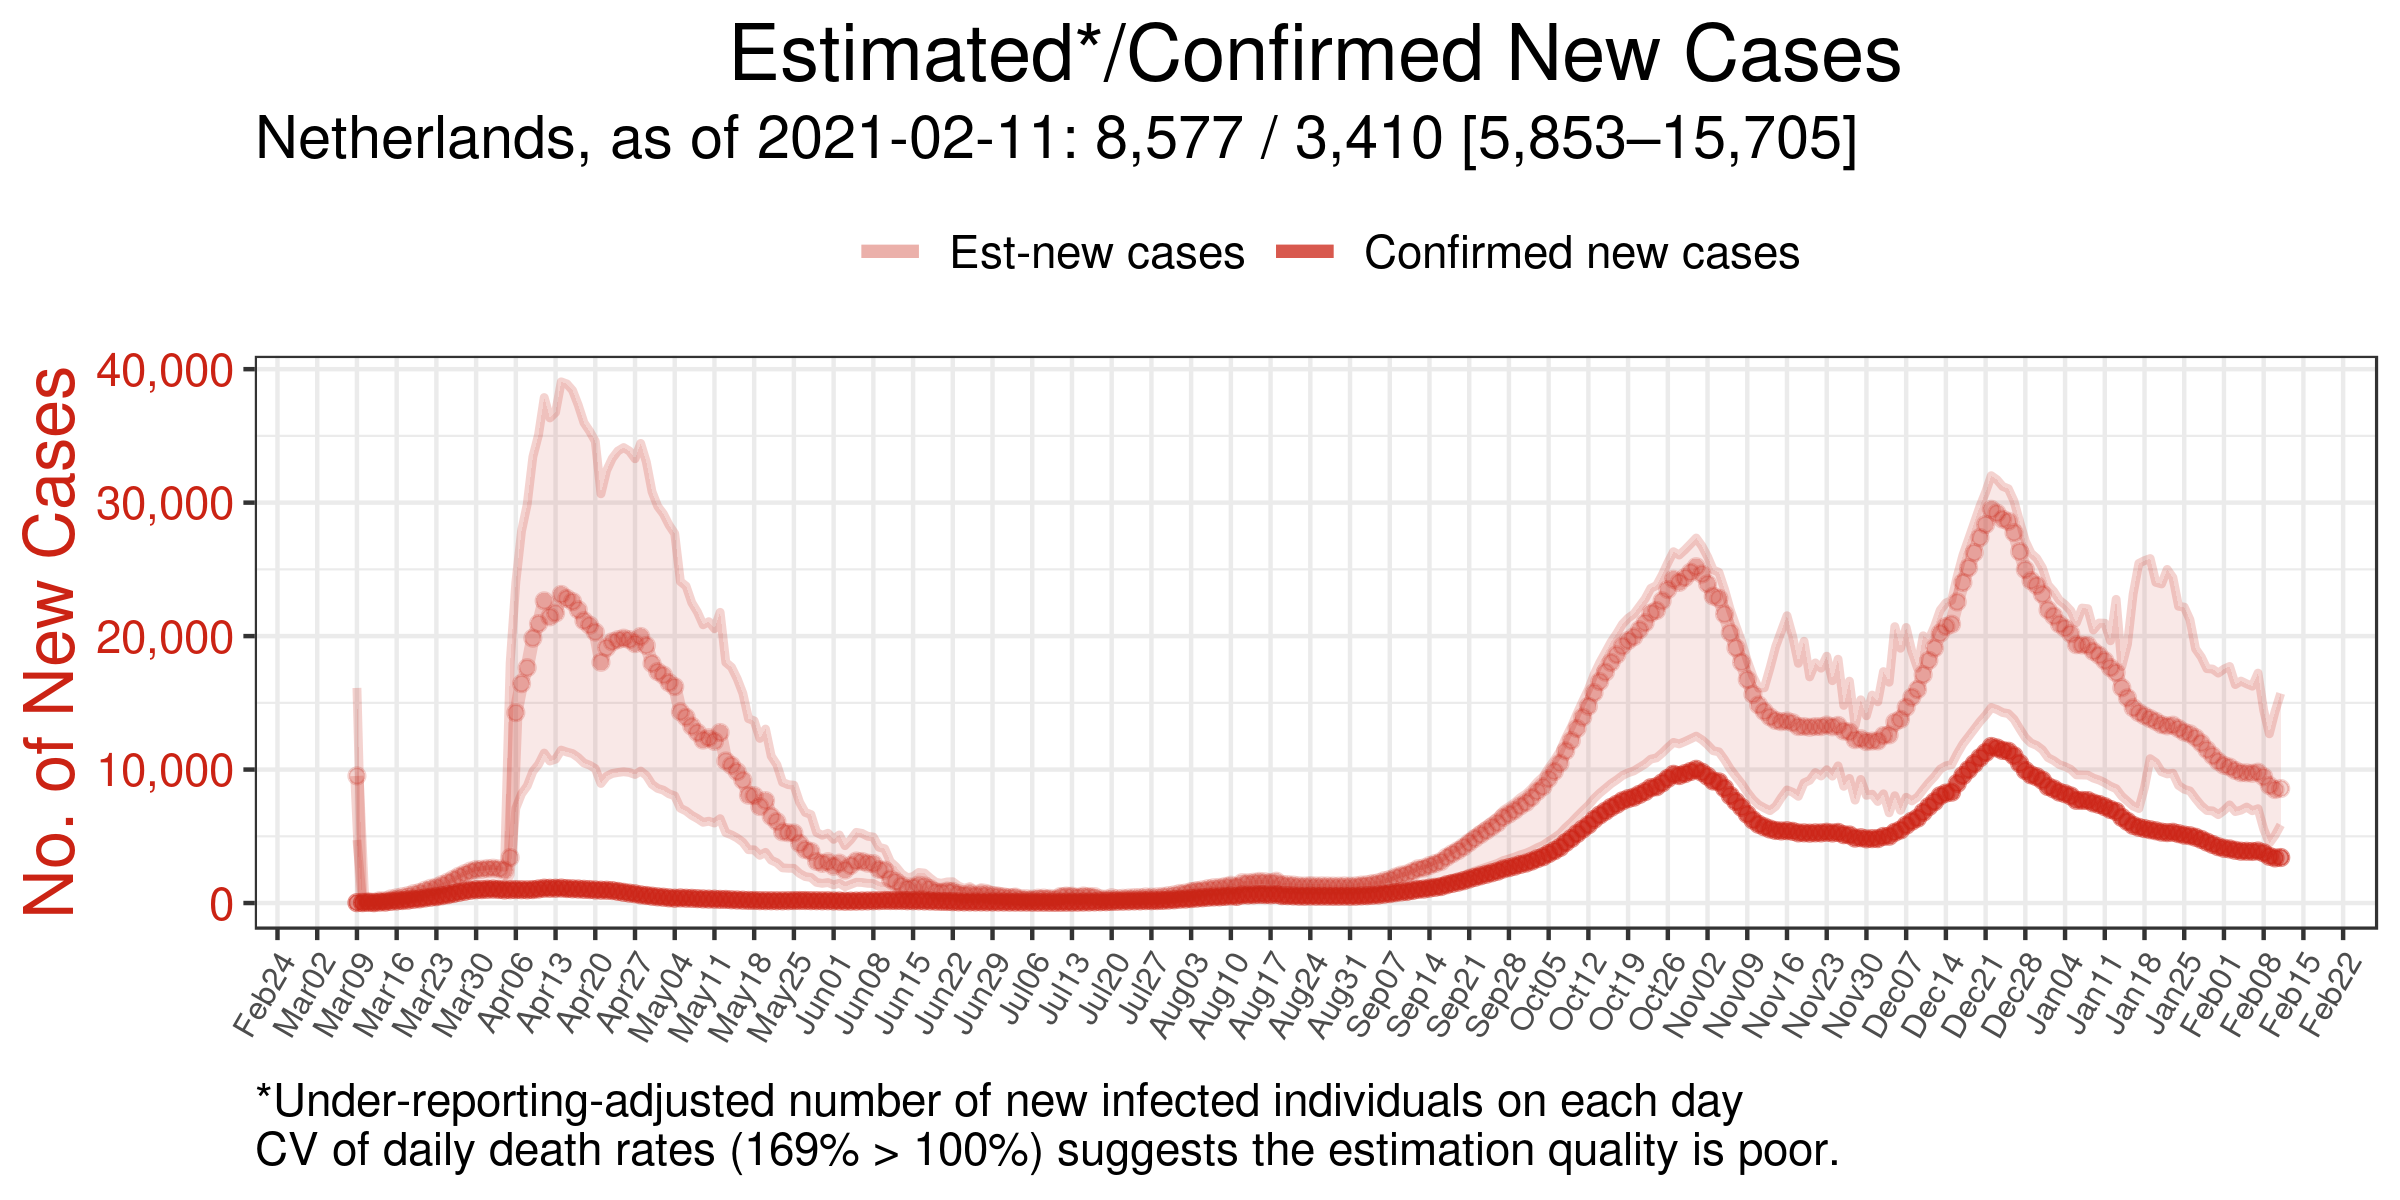 Estimated*/Confirmed New Cases
Netherlands, as of 2021-02-11: 8,577 / 3,410 [5,853–15,705]
Est-new cases
Confirmed new cases
No. of New Cases
40,000
30,000
20,000
10,000
0
Feb24
Mar02
Mar09
Mar16
Mar23
Mar30
Apr06
Apr13
Apr20
Apr27
May04
May11
May18
May25
Jun01
Jun08
Jun15
Jun22
Jun29
Jul06
Jul13
Jul20
Jul27
Aug03
Aug10
Aug17
Aug24
Aug31
Sep07
Sep14
Sep21
Sep28
Oct05
Oct12
Oct19
Oct26
Nov02
Nov09
Nov16
Nov23
Nov30
Dec07
Dec14
Dec21
Dec28
Jan04
Jan11
Jan18
Jan25
Feb01
Feb08
Feb15
Feb22
*Under-reporting-adjusted number of new infected individuals on each day
CV of daily death rates (169% > 100%) suggests the estimation quality is poor.